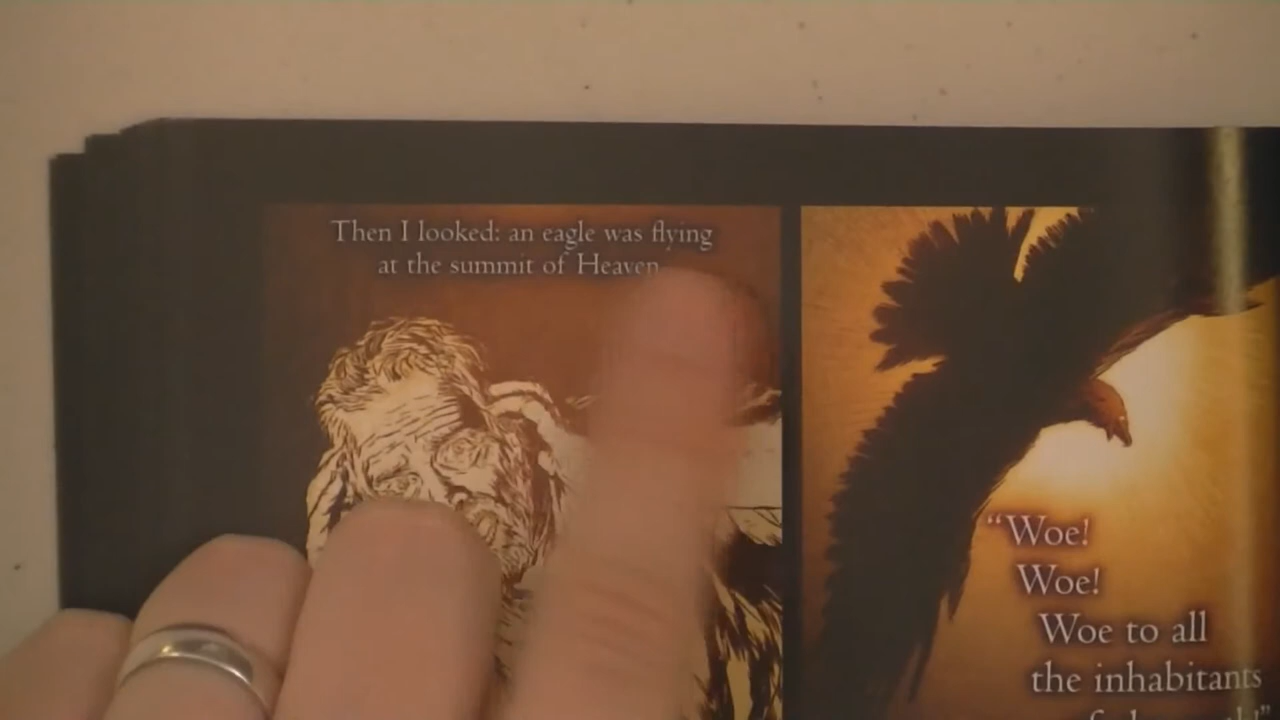 Then I looked: an eagle was flying
at the summit of Heaven
“Woe!
Woe!
Woe to all
the inhabitants